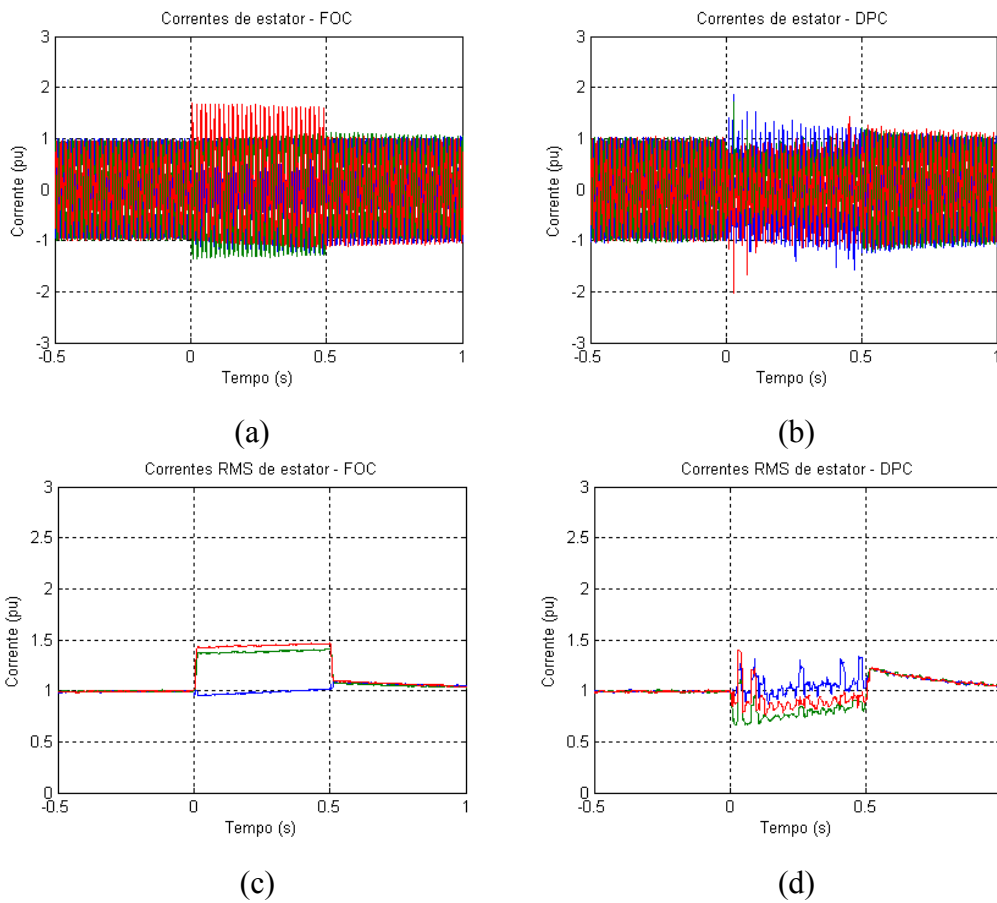 Correntes de estator - FOC
3
2
1
0
-1
-2
-3
-0.5
0
0.5
1
Corrente (pu)
Tempo (s)
(a)
Correntes de estator - DPC
3
2
1
0
-1
-2
-3
-0.5
0
0.5
1
Corrente (pu)
Tempo (s)
(b)
Correntes RMS de estator - FOC
3
2.5
2
1.5
1
0.5
0
-0.5
0
0.5
1
Corrente (pu)
Tempo (s)
(c)
Correntes RMS de estator - DPC
3
2.5
2
1.5
1
0.5
0
-0.5
0
0.5
1
Corrente (pu)
Tempo (s)
(d)